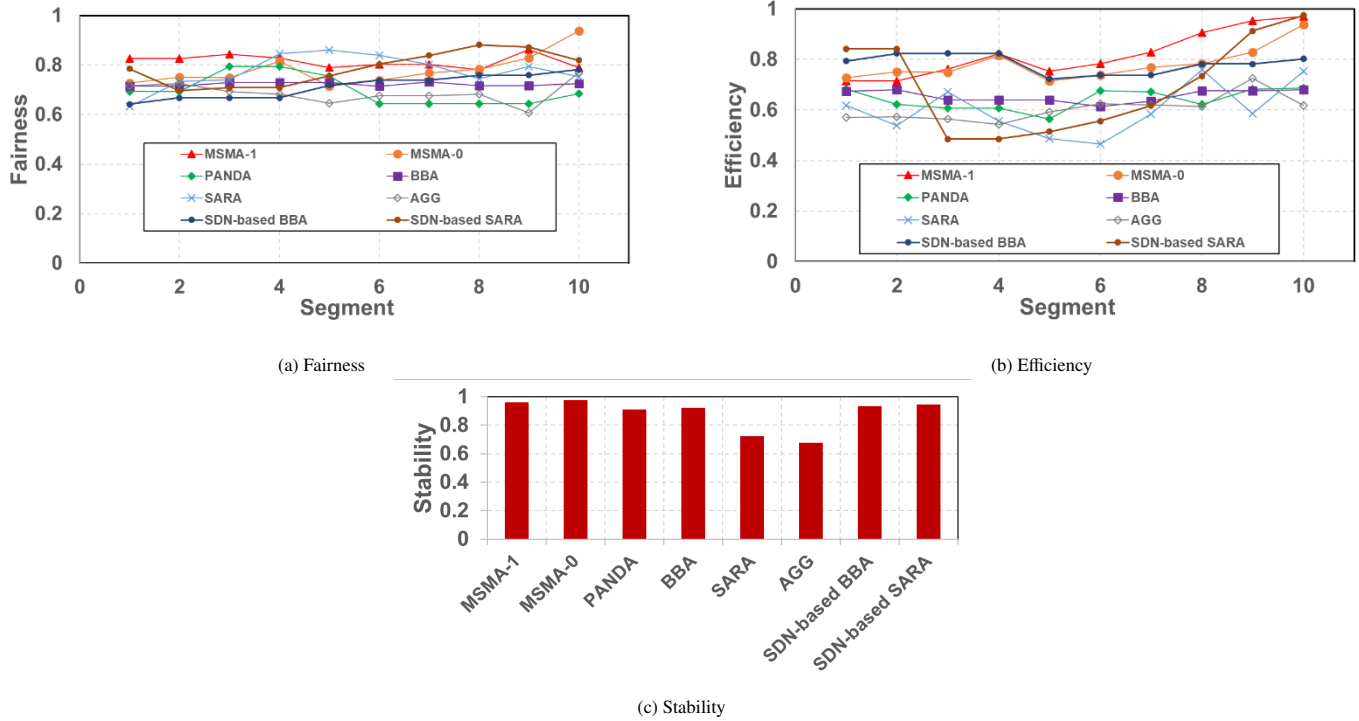 1
0.8
0.6
0.4
0.2
0
Fairness
MSMA-1 MSMA-0
PANDA BBA
SARA AGG
SDN-based BBA SDN-based SARA
0 2 4 6 8 10
Segment
(a) Fairness
1
0.8
0.6
0.4
0.2
0
Efficiency
MSMA-1 MSMA-0
PANDA BBA
SARA AGG
SDN-based BBA SDN-based SARA
0 2 4 6 8 10
Segment
(b) Efficiency
1
0.8
0.6
0.4
0.2
0
Stability
MSMA-1
MSMA-0
PANDA
BBA
SARA
AGG
SDN-based BBA
SDN-based SARA
(c) Stability